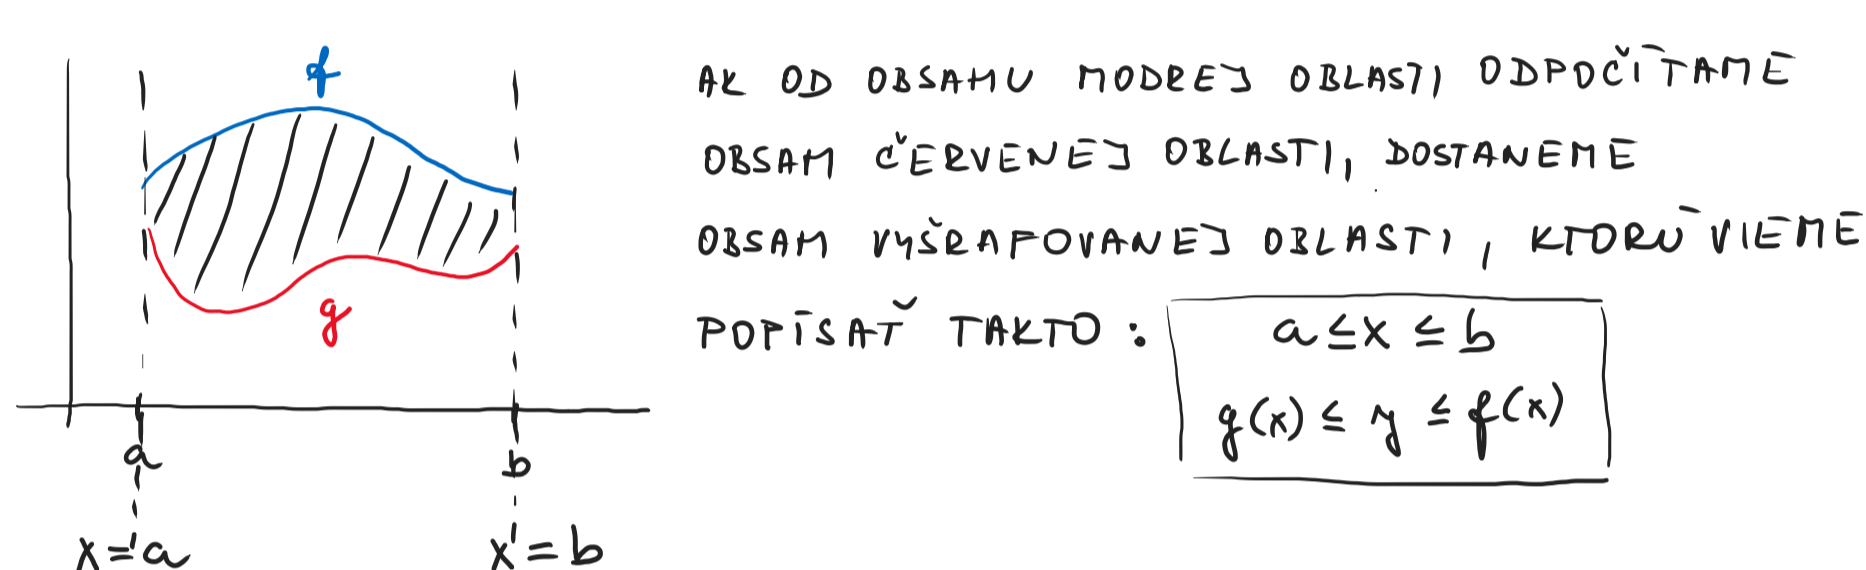 f
g
a
b
x = a
x = b
AK OD OBSAHU MODREJ OBLASTI ODPOČÍTAME
OBSAH ČERVENEJ OBLASTI, DOSTANEME
OBSAH VYŠRAFOVANEJ OBLASTI, KTORÚ VIEME
POPÍSAŤ TAKTO:
a ≤ x ≤ b
g(x) ≤ y ≤ f(x)